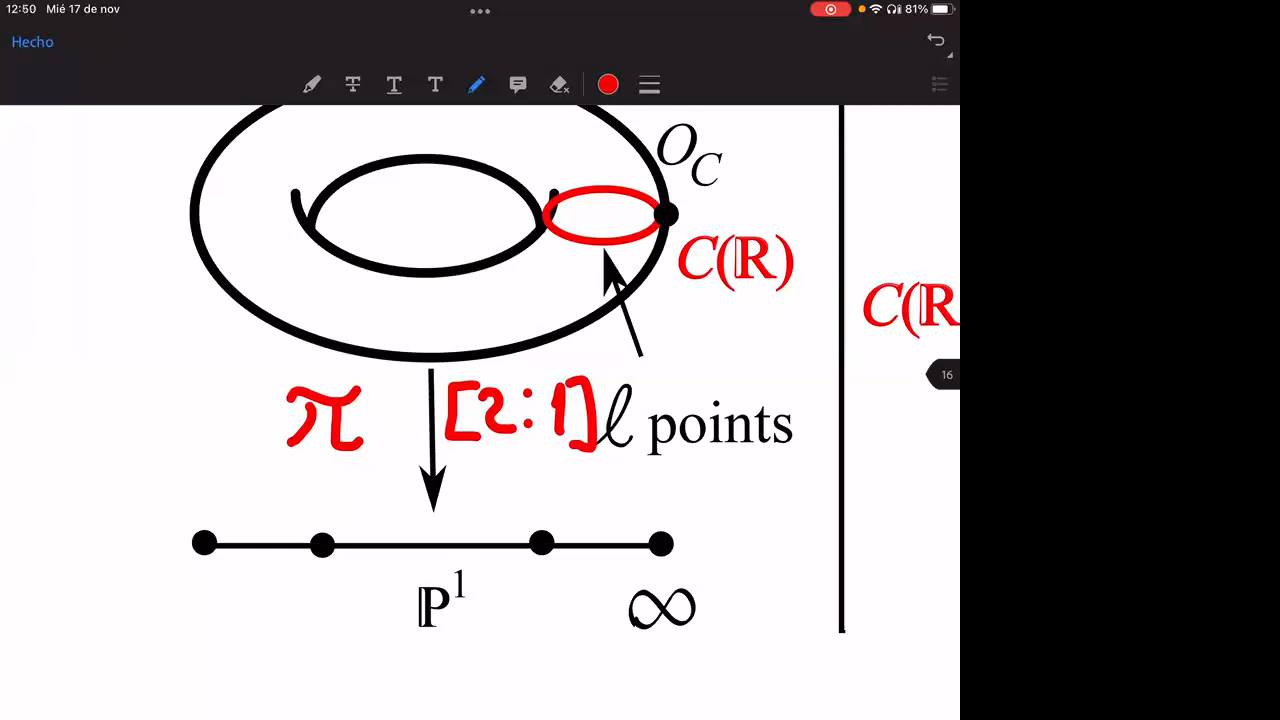 12:50 Mié 17 de nov
81%
Hecho
T T T
O_C
C(ℝ)
C(ℝ
16
π [2:1] ℓ points
ℙ¹ ∞